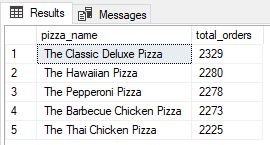 Results Messages
pizza_name total_orders
1 The Classic Deluxe Pizza 2329
2 The Hawaiian Pizza 2280
3 The Pepperoni Pizza 2278
4 The Barbecue Chicken Pizza 2273
5 The Thai Chicken Pizza 2225